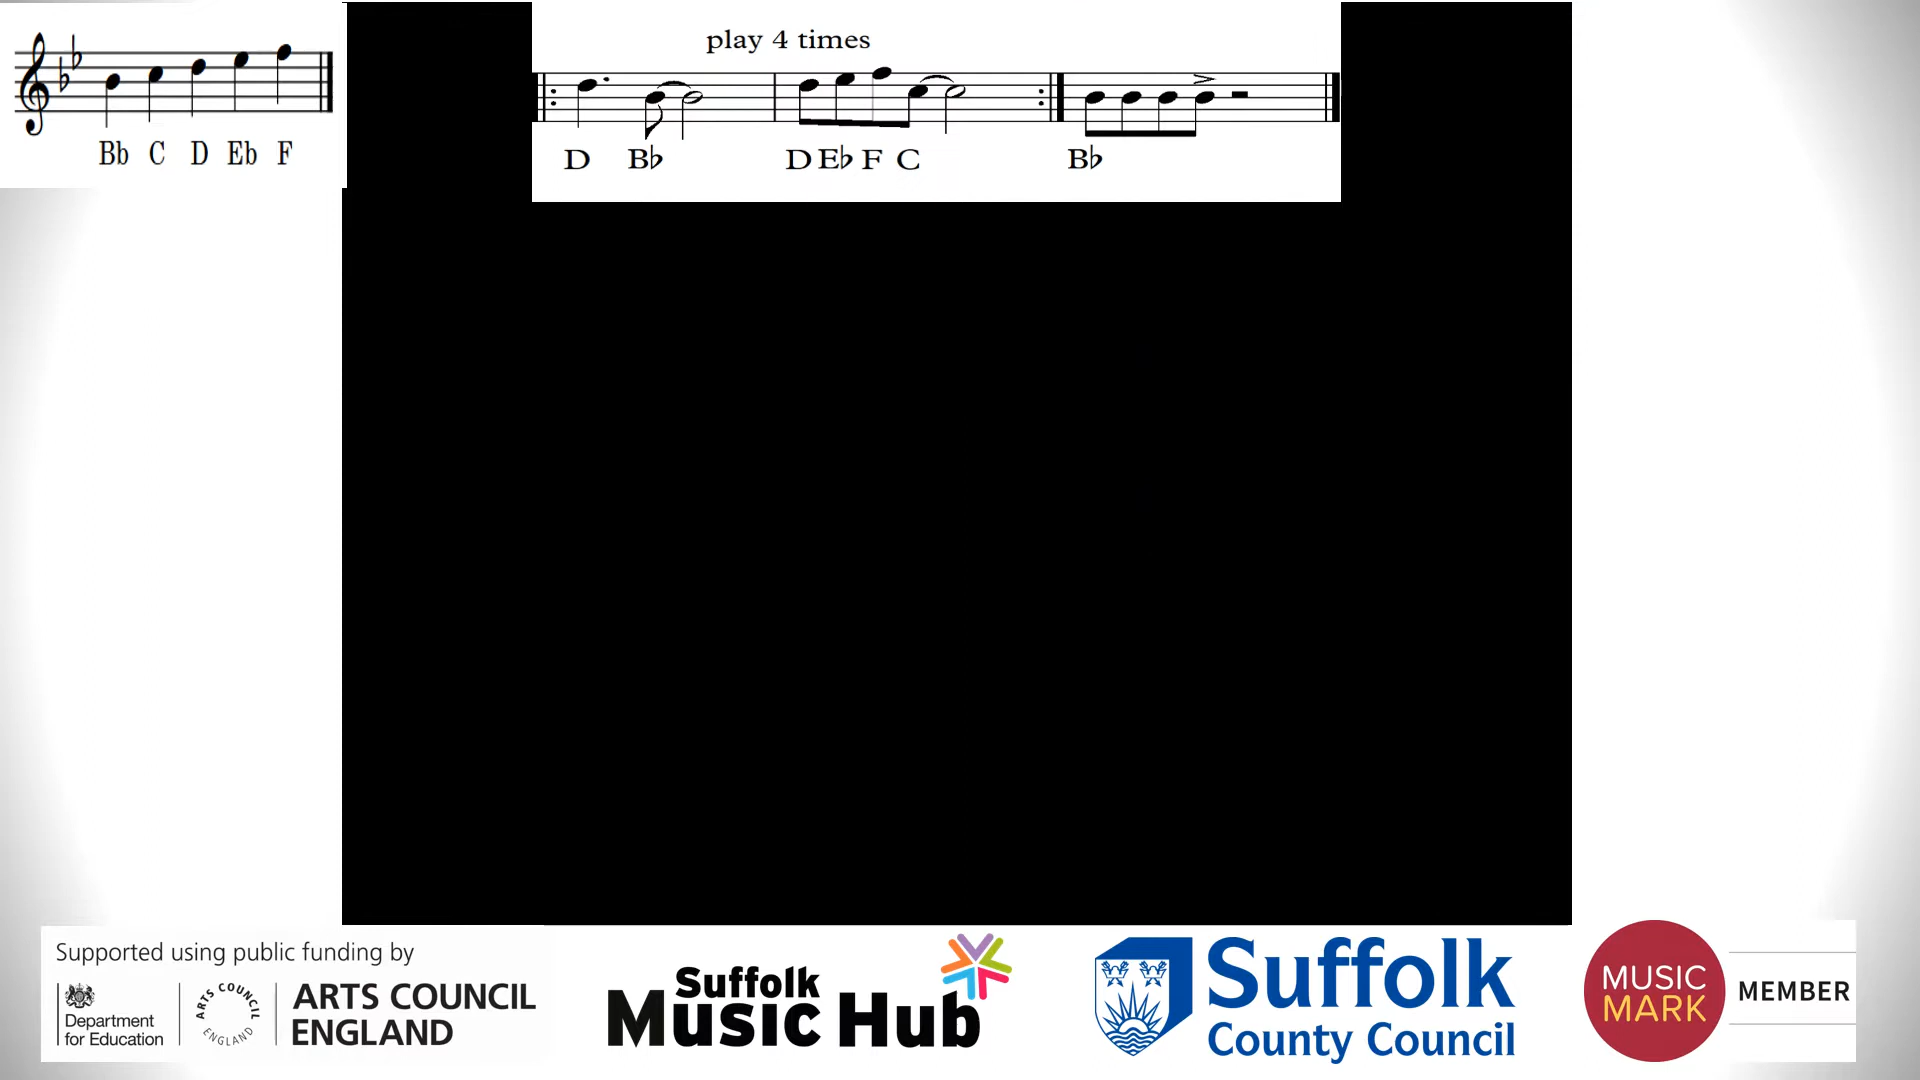 Bb C D Eb F
play 4 times
D B♭ D E♭ F C B♭
Supported using public funding by
Department
for Education
ARTS COUNCIL
ENGLAND
ARTS COUNCIL
ENGLAND
Suffolk
Music Hub
Suffolk
County Council
MUSIC
MARK
MEMBER